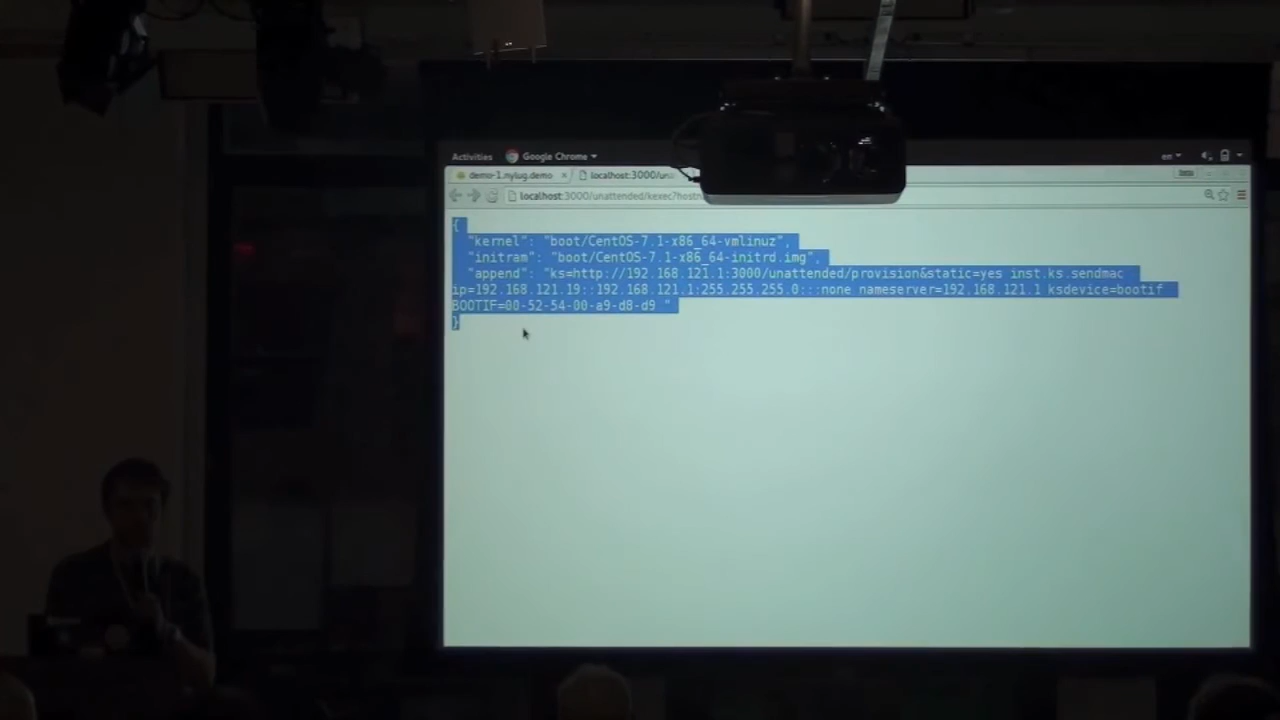 Activities Google Chrome en
demo-1.nylug.demo × localhost:3000/una
localhost:3000/unattended/kexec?hostn
{
"kernel": "boot/CentOS-7.1-x86_64-vmlinuz",
"initram": "boot/CentOS-7.1-x86_64-initrd.img",
"append": "ks=http://192.168.121.1:3000/unattended/provision&static=yes inst.ks.sendmac
ip=192.168.121.19::192.168.121.1:255.255.255.0:::none nameserver=192.168.121.1 ksdevice=bootif
BOOTIF=00-52-54-00-a9-d8-d9 "
}